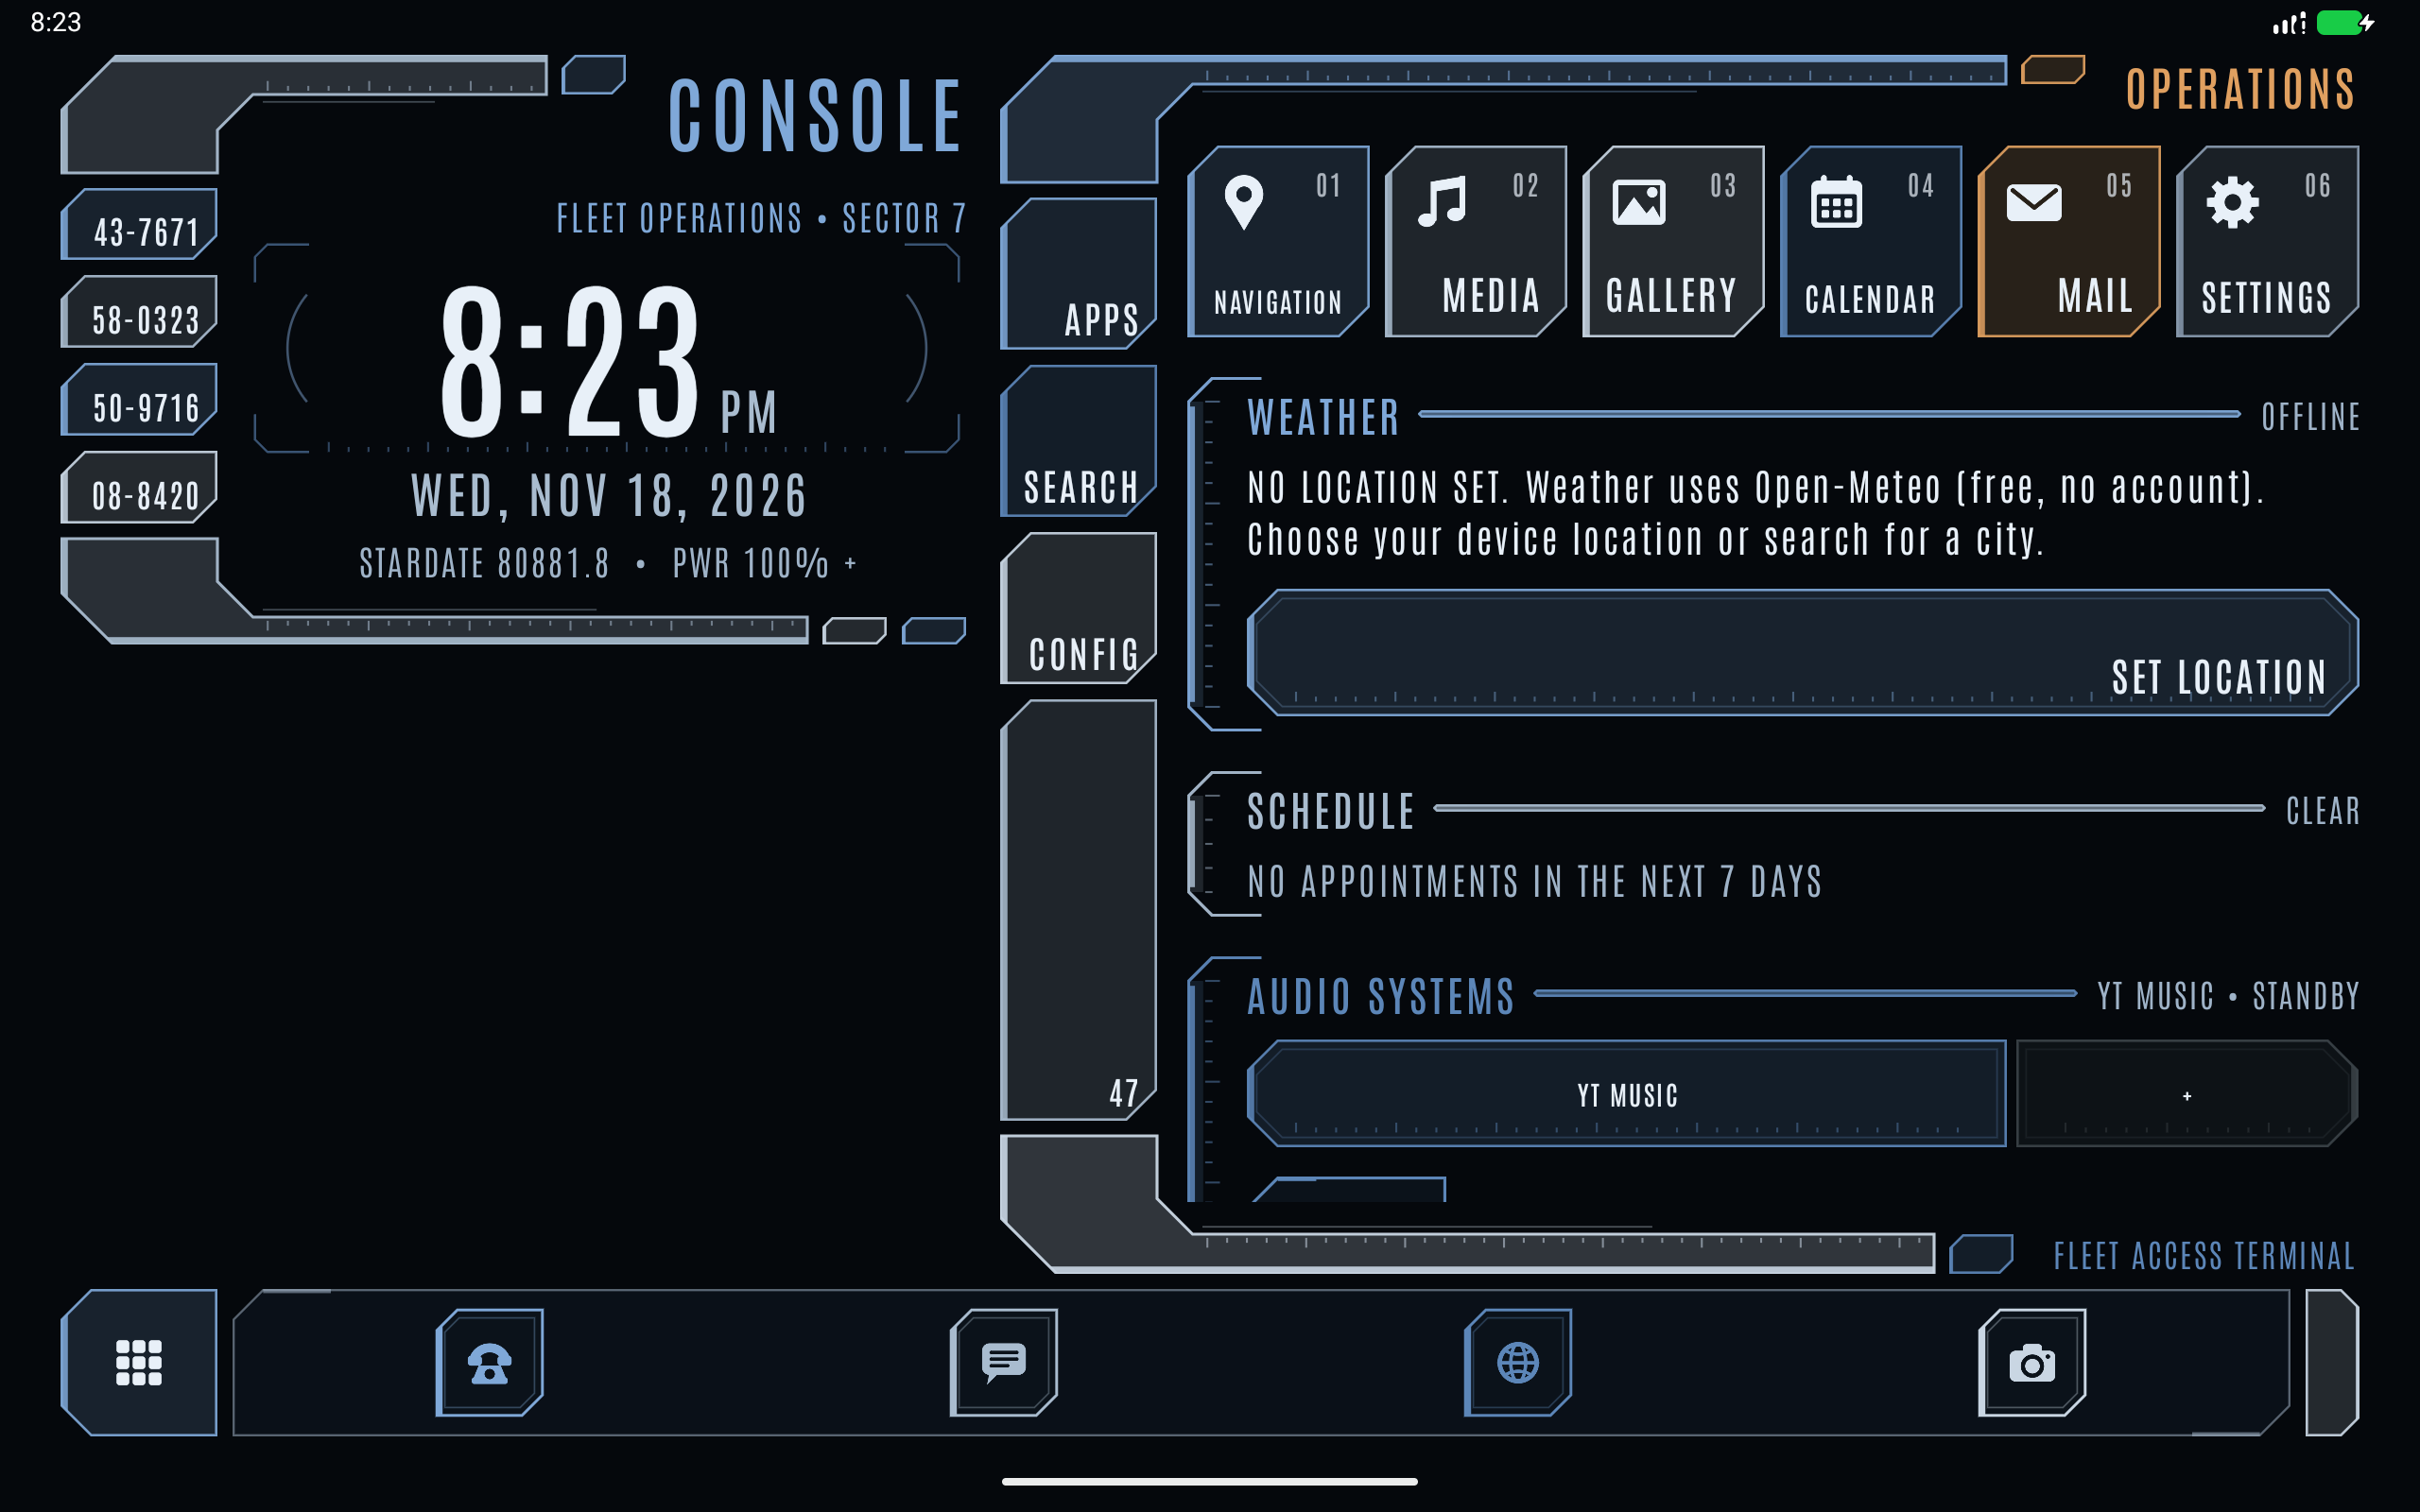 8:23
CONSOLE
FLEET OPERATIONS • SECTOR 7
43-7671
58-0323
50-9716
08-8420
8:23 PM
WED, NOV 18, 2026
STARDATE 80881.8 • PWR 100% +
OPERATIONS
APPS
SEARCH
CONFIG
47
01
NAVIGATION
02
MEDIA
03
GALLERY
04
CALENDAR
05
MAIL
06
SETTINGS
WEATHER
OFFLINE
NO LOCATION SET. Weather uses Open-Meteo (free, no account).
Choose your device location or search for a city.
SET LOCATION
SCHEDULE
CLEAR
NO APPOINTMENTS IN THE NEXT 7 DAYS
AUDIO SYSTEMS
YT MUSIC • STANDBY
YT MUSIC
+
FLEET ACCESS TERMINAL